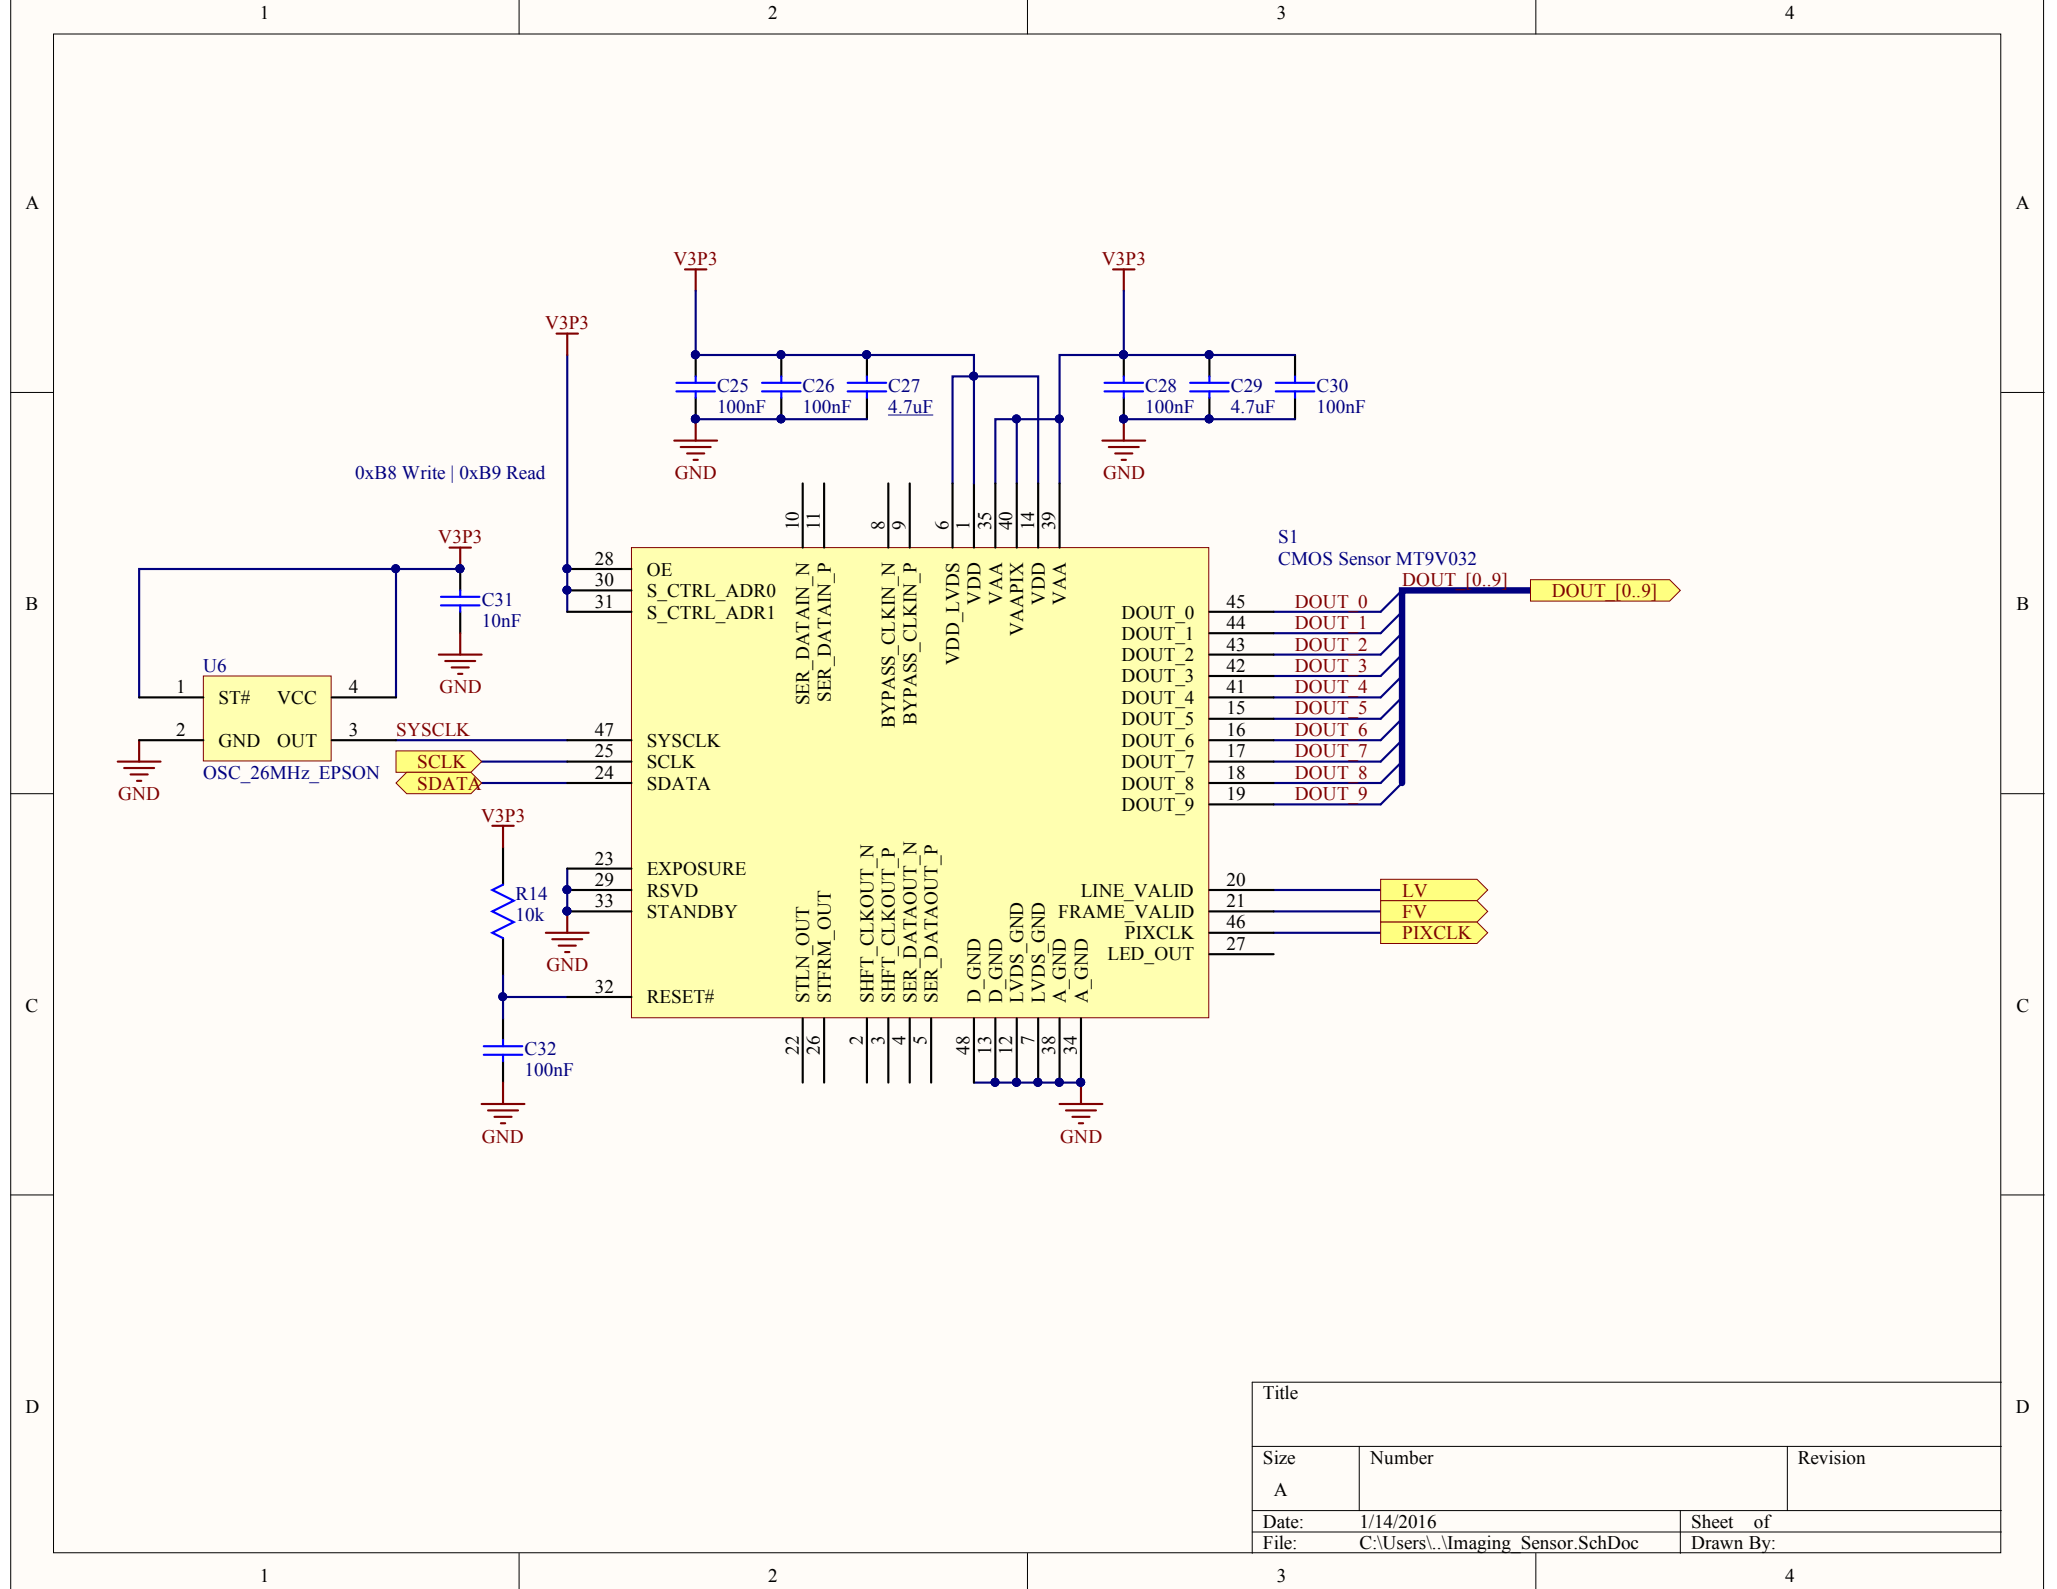 1 2 3 4
A A
V3P3 V3P3
V3P3
C25 C26 C27 C28 C29 C30
100nF 100nF 4.7uF 100nF 4.7uF 100nF
GND GND
0xB8 Write | 0xB9 Read
10 11 8 9 6 1 35 40 14 39
V3P3
S1
CMOS Sensor MT9V032
DOUT_[0..9] DOUT_[0..9]
B B
28 OE
30 S_CTRL_ADR0
31 S_CTRL_ADR1
C31
10nF
GND
SER_DATAIN_N
SER_DATAIN_P
BYPASS_CLKIN_N
BYPASS_CLKIN_P
VDD_LVDS
VDD
VAA
VAAPIX
VDD
VAA
DOUT_0 45 DOUT_0
DOUT_1 44 DOUT_1
DOUT_2 43 DOUT_2
DOUT_3 42 DOUT_3
DOUT_4 41 DOUT_4
DOUT_5 15 DOUT_5
DOUT_6 16 DOUT_6
DOUT_7 17 DOUT_7
DOUT_8 18 DOUT_8
DOUT_9 19 DOUT_9
U6
1 ST# VCC 4
2 GND OUT 3
OSC_26MHz_EPSON
GND
SYSCLK 47 SYSCLK
SCLK 25 SCLK
SDATA 24 SDATA
V3P3
R14
10k
23 EXPOSURE
29 RSVD
33 STANDBY
GND
32 RESET#
LINE_VALID 20 LV
FRAME_VALID 21 FV
PIXCLK 46 PIXCLK
LED_OUT 27
STLN_OUT
STFRM_OUT
SHFT_CLKOUT_N
SHFT_CLKOUT_P
SER_DATAOUT_N
SER_DATAOUT_P
D_GND
D_GND
LVDS_GND
LVDS_GND
A_GND
A_GND
C C
22 26 2 3 4 5 48 13 12 7 38 34
C32
100nF
GND GND
D D
Title
Size Number Revision
A
Date: 1/14/2016 Sheet of
File: C:\Users\..\Imaging_Sensor.SchDoc Drawn By:
1 2 3 4